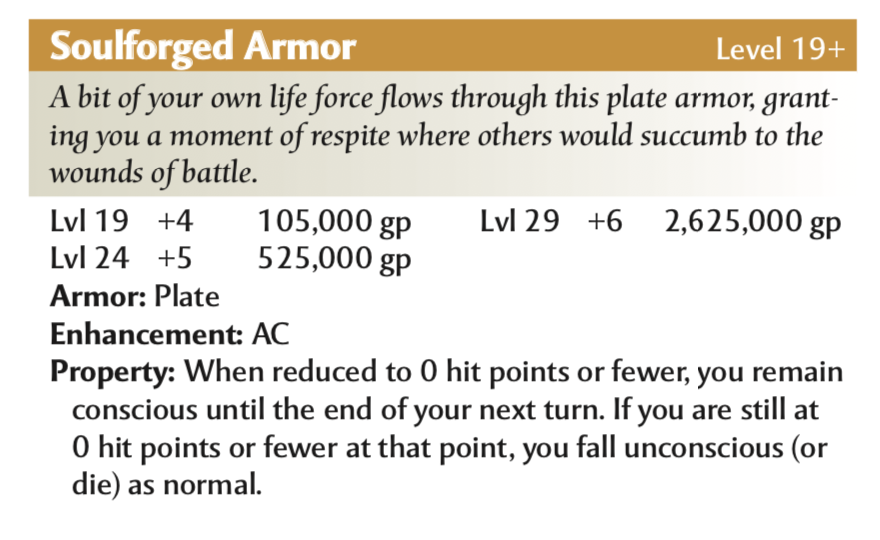 Soulforged Armor Level 19+
A bit of your own life force flows through this plate armor, grant-
ing you a moment of respite where others would succumb to the
wounds of battle.
Lvl 19 +4 105,000 gp Lvl 29 +6 2,625,000 gp
Lvl 24 +5 525,000 gp
Armor: Plate
Enhancement: AC
Property: When reduced to 0 hit points or fewer, you remain
conscious until the end of your next turn. If you are still at
0 hit points or fewer at that point, you fall unconscious (or
die) as normal.